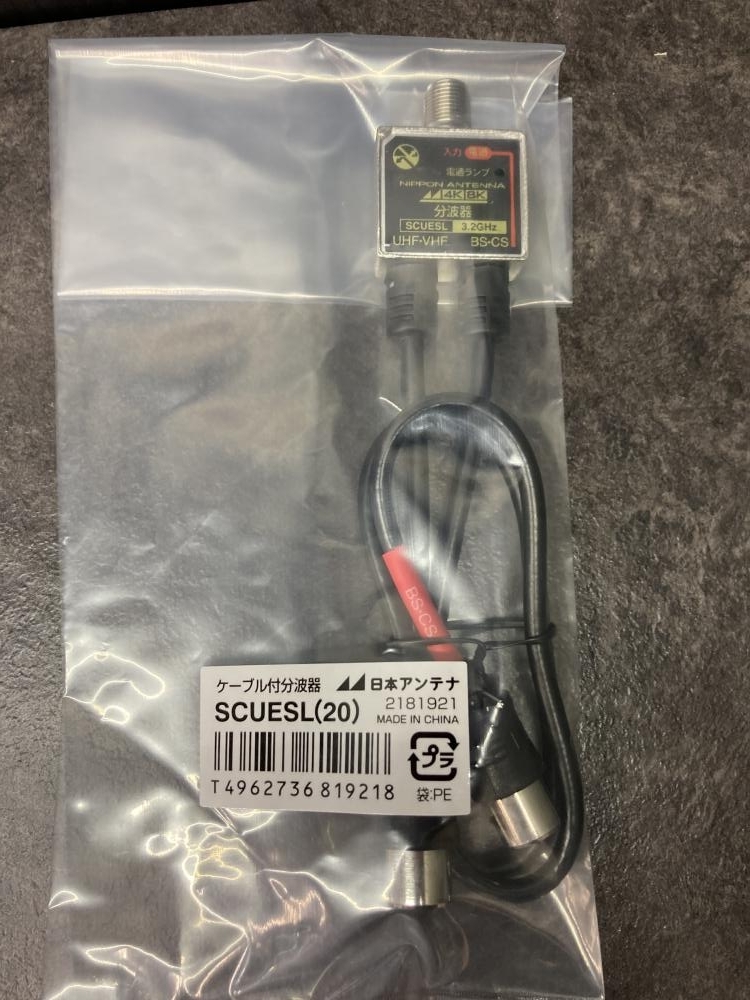 入力 電通
電通ランプ
NIPPON ANTENNA
4K 8K
分波器
SCUESL 3.2GHz
UHF・VHF BS・CS
BS・CS
ケーブル付分波器 日本アンテナ
SCUESL(20) 2181921
MADE IN CHINA
プラ
T4962736819218 袋:PE